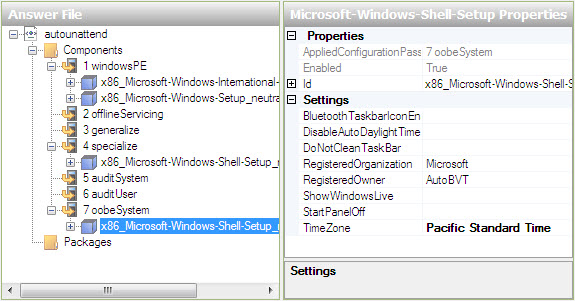 Answer File
autounattend
Components
1 windowsPE
x86_Microsoft-Windows-International-
x86_Microsoft-Windows-Setup_neutra
2 offlineServicing
3 generalize
4 specialize
x86_Microsoft-Windows-Shell-Setup_n
5 auditSystem
6 auditUser
7 oobeSystem
x86_Microsoft-Windows-Shell-Setup_n
Packages
Microsoft-Windows-Shell-Setup Properties
Properties
AppliedConfigurationPass 7 oobeSystem
Enabled True
Id x86_Microsoft-Windows-Shell-S
Settings
BluetoothTaskbarIconEn
DisableAutoDaylightTime
DoNotCleanTaskBar
RegisteredOrganization Microsoft
RegisteredOwner AutoBVT
ShowWindowsLive
StartPanelOff
TimeZone Pacific Standard Time
Settings